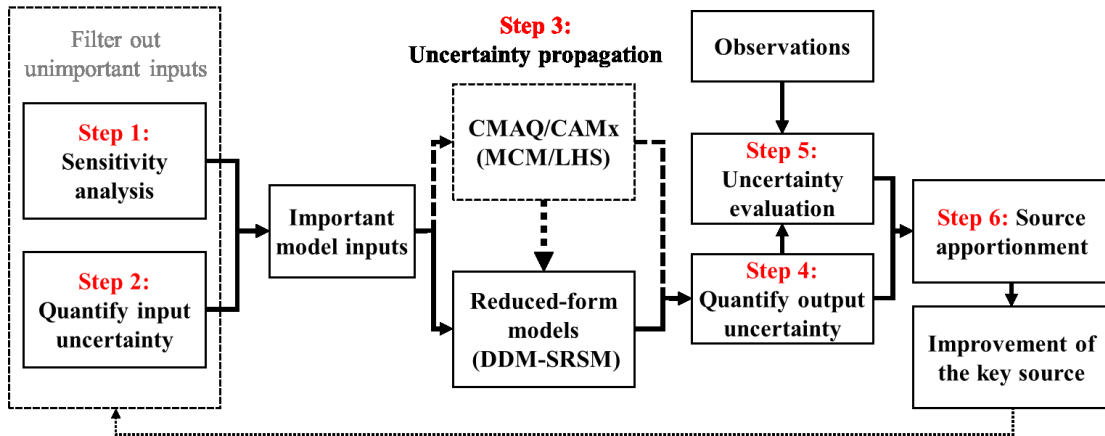 Filter out
unimportant inputs
Step 1:
Sensitivity
analysis
Step 2:
Quantify input
uncertainty
Important
model inputs
Step 3:
Uncertainty propagation
CMAQ/CAMx
(MCM/LHS)
Reduced-form
models
(DDM-SRSM)
Observations
Step 5:
Uncertainty
evaluation
Step 4:
Quantify output
uncertainty
Step 6: Source
apportionment
Improvement of
the key source